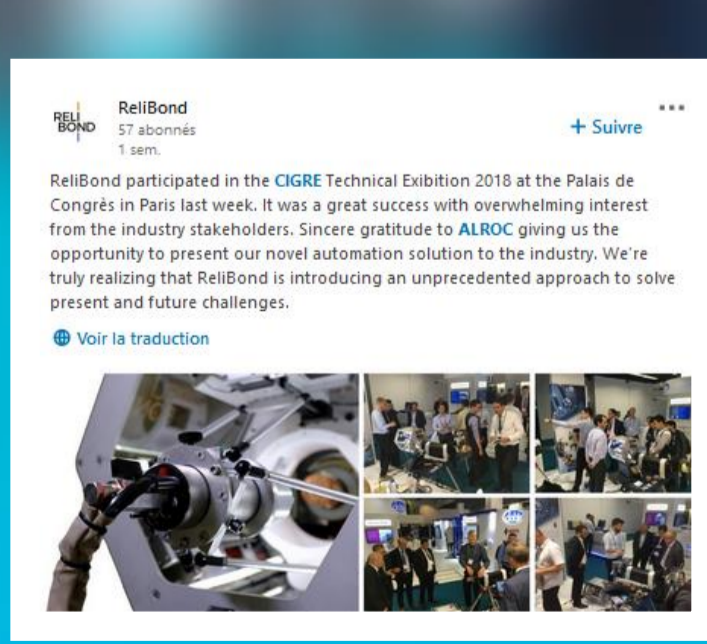 RELI
BOND
ReliBond
57 abonnés
1 sem.
+ Suivre
ReliBond participated in the CIGRE Technical Exibition 2018 at the Palais de
Congrès in Paris last week. It was a great success with overwhelming interest
from the industry stakeholders. Sincere gratitude to ALROC giving us the
opportunity to present our novel automation solution to the industry. We're
truly realizing that ReliBond is introducing an unprecedented approach to solve
present and future challenges.
Voir la traduction